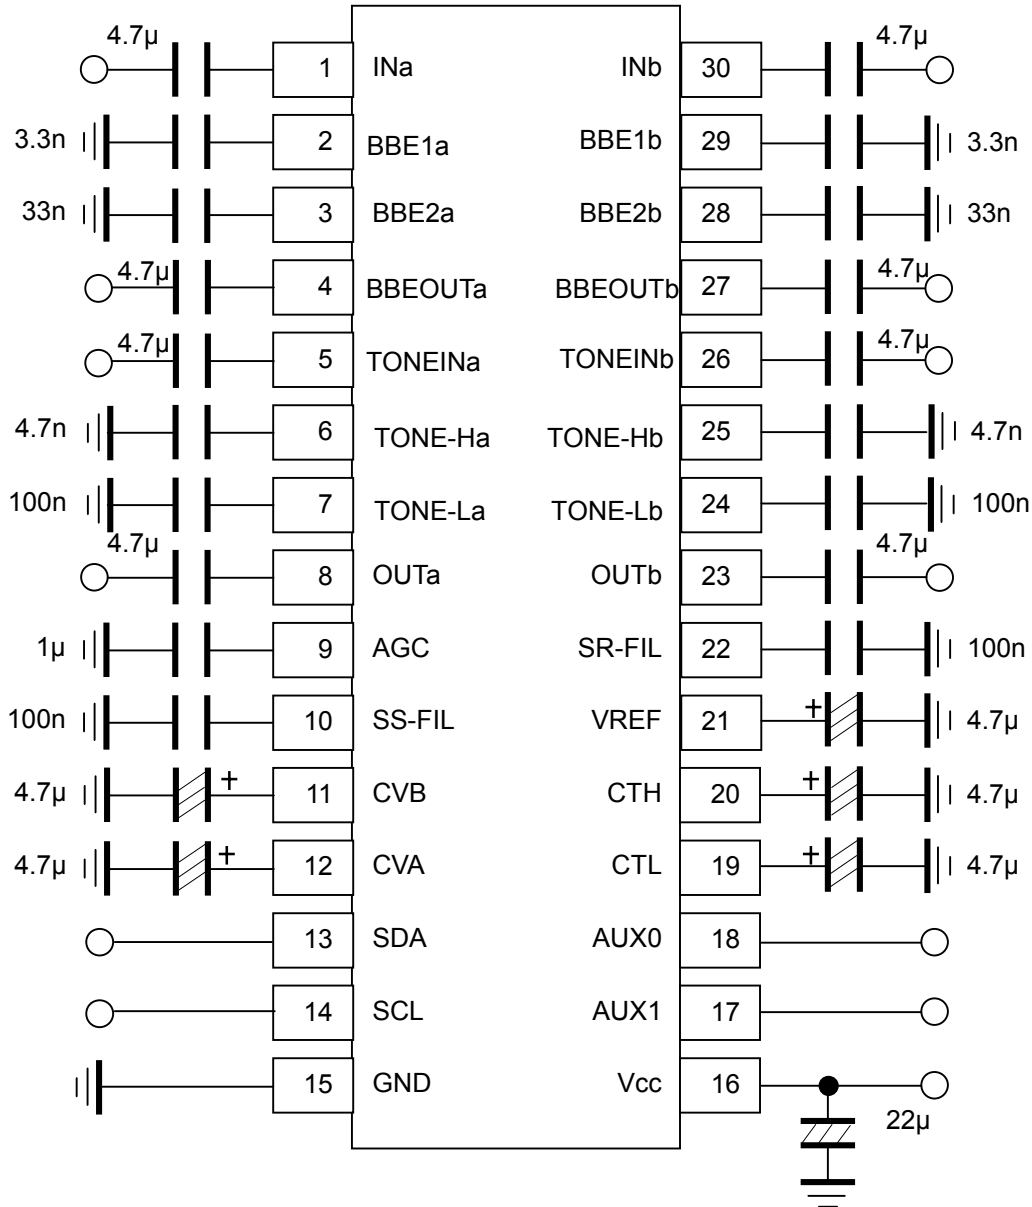 4.7µ 1 INa INb 30 4.7µ
3.3n 2 BBE1a BBE1b 29 3.3n
33n 3 BBE2a BBE2b 28 33n
4.7µ 4 BBEOUTa BBEOUTb 27 4.7µ
4.7µ 5 TONEINa TONEINb 26 4.7µ
4.7n 6 TONE-Ha TONE-Hb 25 4.7n
100n 7 TONE-La TONE-Lb 24 100n
4.7µ 8 OUTa OUTb 23 4.7µ
1µ 9 AGC SR-FIL 22 100n
100n 10 SS-FIL VREF 21 + 4.7µ
4.7µ + 11 CVB CTH 20 + 4.7µ
4.7µ + 12 CVA CTL 19 + 4.7µ
13 SDA AUX0 18
14 SCL AUX1 17
15 GND Vcc 16
22µ